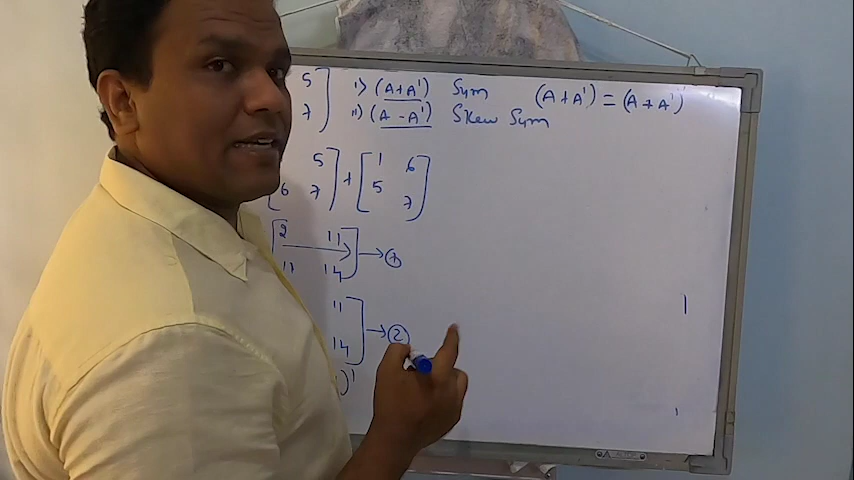 5 1) (A+A') Sym (A+A') = (A+A')'
7 11) (A-A') Skew Sym
5 + 1 6
6 7 5
7
2 11 → 1
11 14
11
→ 2
14
)'